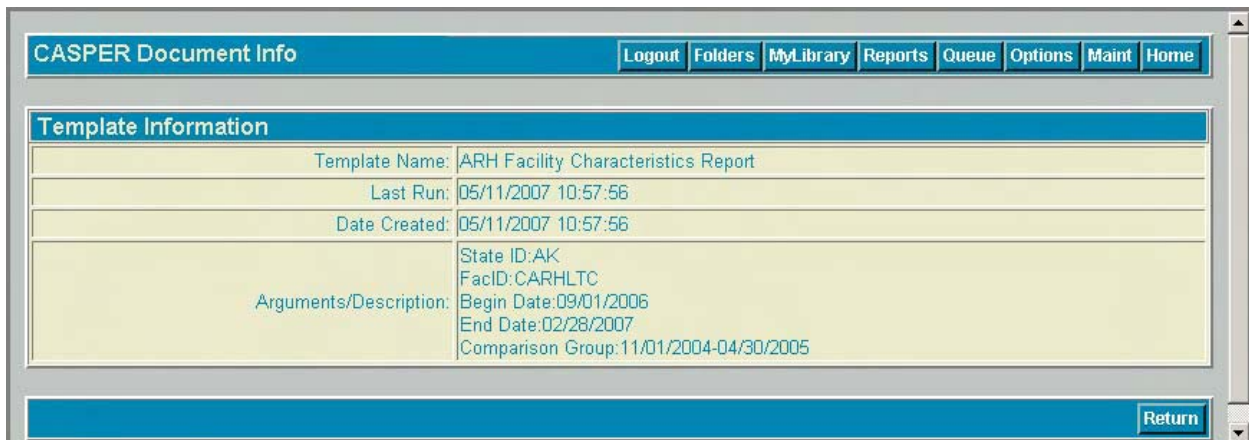 CASPER Document Info Logout Folders MyLibrary Reports Queue Options Maint Home
Template Information
Template Name: ARH Facility Characteristics Report
Last Run: 05/11/2007 10:57:56
Date Created: 05/11/2007 10:57:56
Arguments/Description: State ID:AK
FacID:CARHLTC
Begin Date:09/01/2006
End Date:02/28/2007
Comparison Group:11/01/2004-04/30/2005
Return